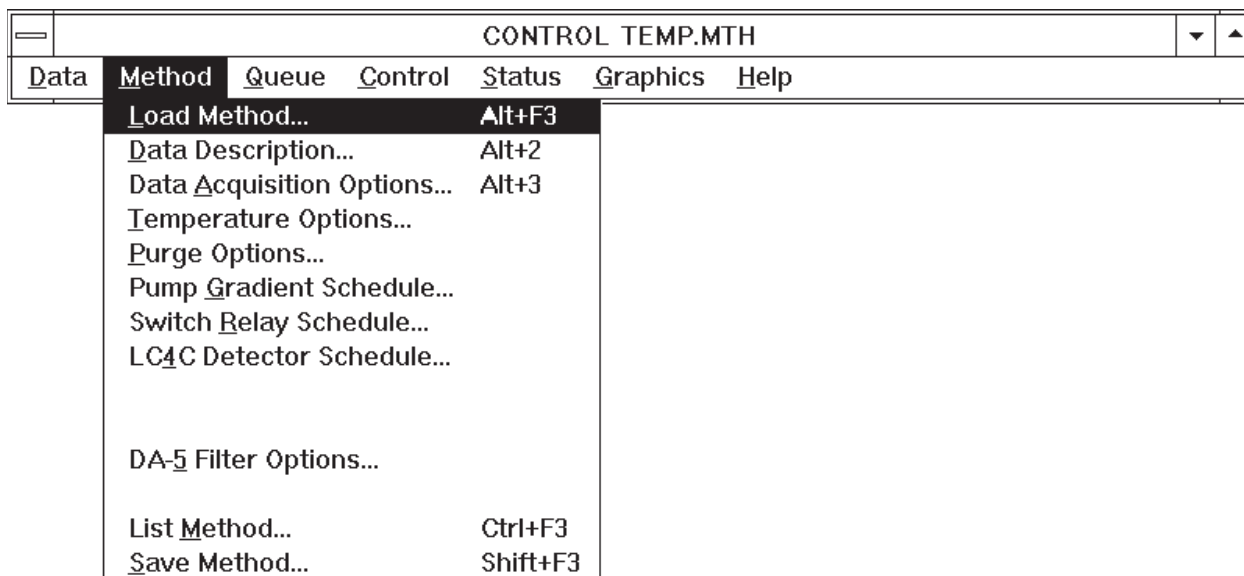 CONTROL TEMP.MTH
Data Method Queue Control Status Graphics Help
Load Method... Alt+F3
Data Description... Alt+2
Data Acquisition Options... Alt+3
Temperature Options...
Purge Options...
Pump Gradient Schedule...
Switch Relay Schedule...
LC4C Detector Schedule...
DA-5 Filter Options...
List Method... Ctrl+F3
Save Method... Shift+F3